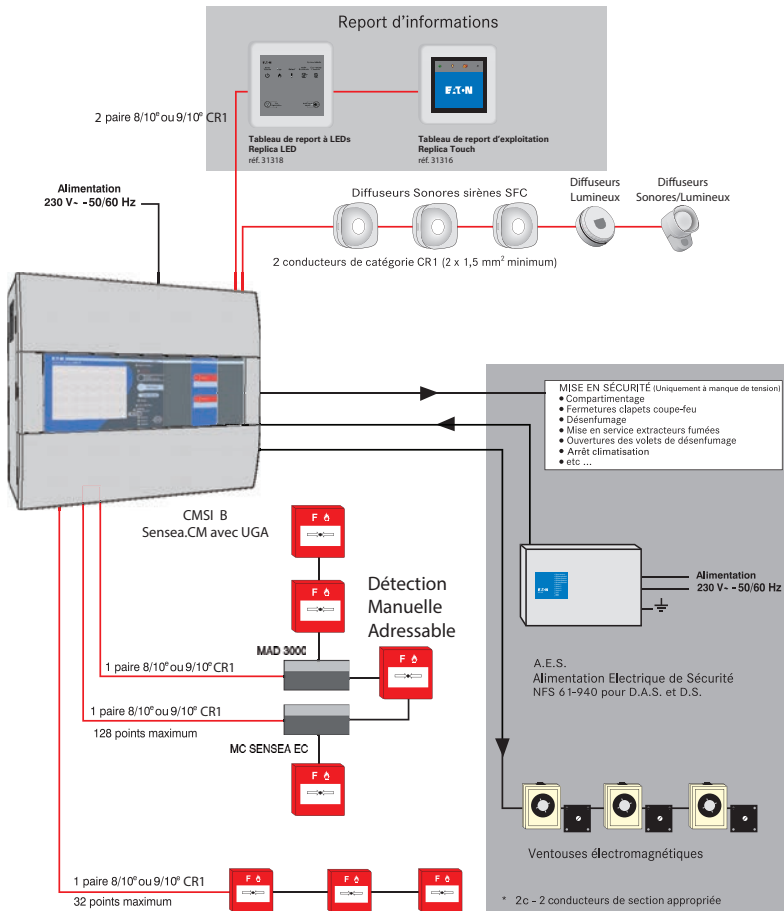 Report d'informations
EATON
EATON
2 paire 8/10e ou 9/10e CR1
Tableau de report à LEDs
Replica LED
réf. 31318
Tableau de report d'exploitation
Replica Touch
réf. 31316
Alimentation
230 V~ - 50/60 Hz
Diffuseurs Sonores sirènes SFC
Diffuseurs
Lumineux
Diffuseurs
Sonores/Lumineux
2 conducteurs de catégorie CR1 (2 x 1,5 mm² minimum)
MISE EN SÉCURITÉ (Uniquement à manque de tension)
• Compartimentage
• Fermetures clapets coupe-feu
• Désenfumage
• Mise en service extracteurs fumées
• Ouvertures des volets de désenfumage
• Arrêt climatisation
• etc ...
CMSI B
Sensea.CM avec UGA
F
F
Détection
Manuelle
Adressable
Alimentation
230 V~ - 50/60 Hz
MAD 3000
F
1 paire 8/10e ou 9/10e CR1
A.E.S.
Alimentation Electrique de Sécurité
NFS 61-940 pour D.A.S. et D.S.
1 paire 8/10e ou 9/10e CR1
128 points maximum
MC SENSEA EC
F
Ventouses électromagnétiques
1 paire 8/10e ou 9/10e CR1
32 points maximum
F
F
F
* 2c - 2 conducteurs de section appropriée